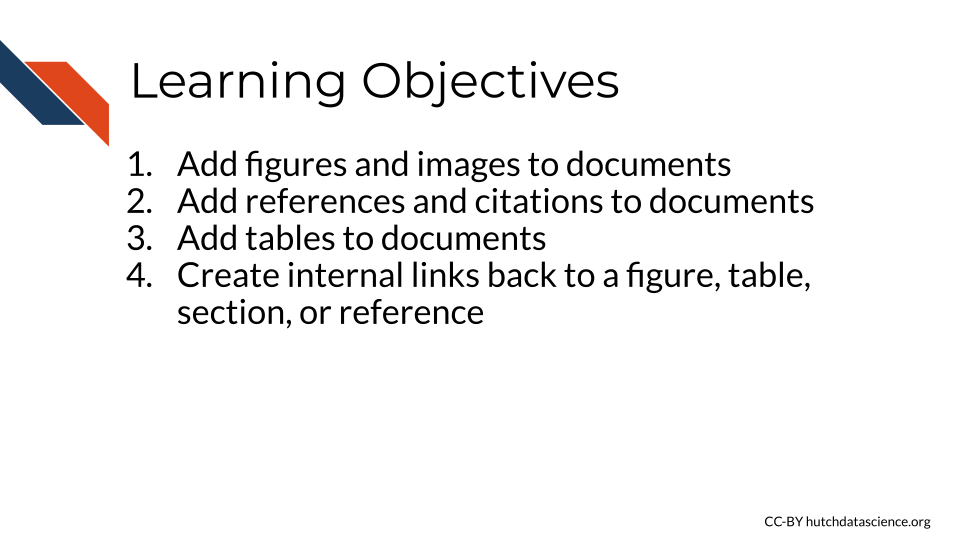 Learning Objectives
1. Add figures and images to documents
2. Add references and citations to documents
3. Add tables to documents
4. Create internal links back to a figure, table,
section, or reference
CC-BY hutchdatascience.org